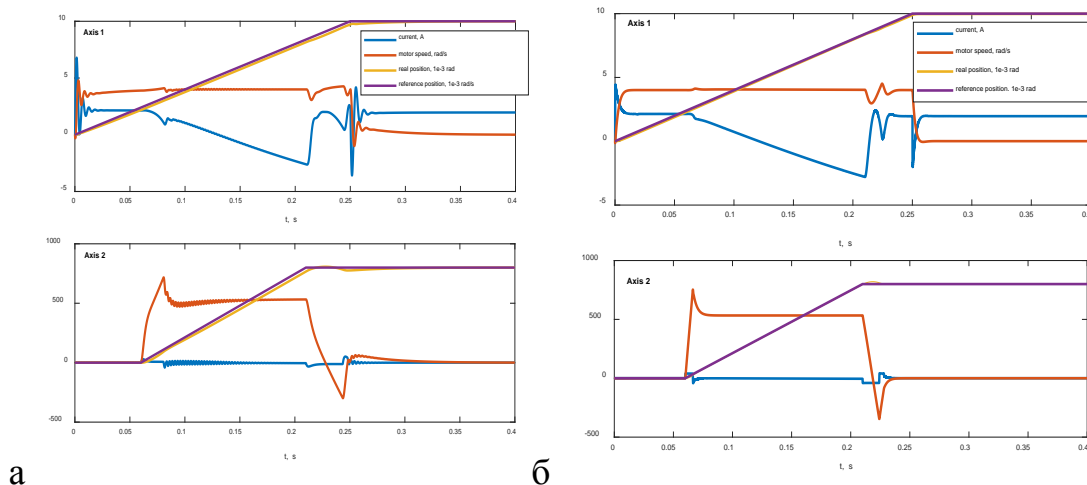 10
Axis 1
current, A
motor speed, rad/s
real position, 1e-3 rad
reference position, 1e-3 rad/s
5
0
-5
0 0.05 0.1 0.15 0.2 0.25 0.3 0.35 0.4
t, s
1000
Axis 2
500
0
-500
0 0.05 0.1 0.15 0.2 0.25 0.3 0.35 0.4
t, s
а
10
Axis 1
current, A
motor speed, rad/s
real position, 1e-3 rad
reference position. 1e-3 rad
5
0
-5
0 0.05 0.1 0.15 0.2 0.25 0.3 0.35 0.4
t, s
1000
Axis 2
500
0
-500
0 0.05 0.1 0.15 0.2 0.25 0.3 0.35 0.4
t, s
б